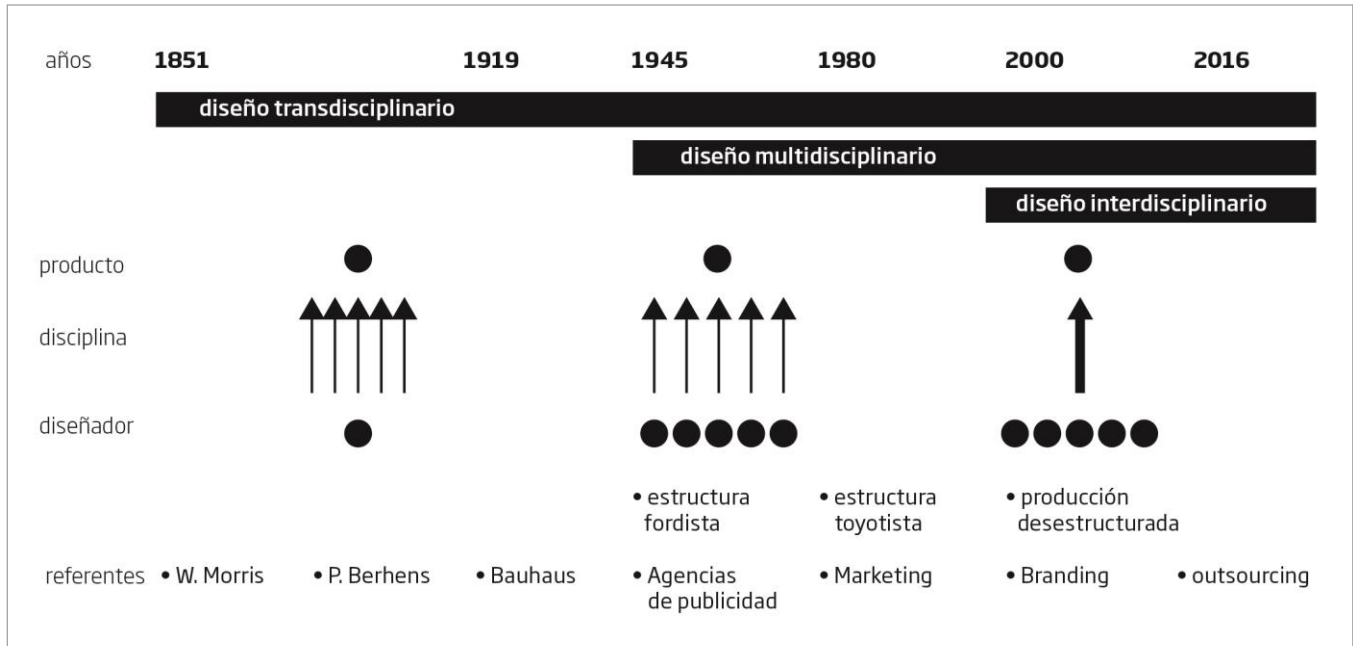 años 1851 1919 1945 1980 2000 2016
diseño transdisciplinario
diseño multidisciplinario
diseño interdisciplinario
producto
disciplina
diseñador
• estructura fordista
• estructura toyotista
• producción desestructurada
referentes • W. Morris • P. Berhens • Bauhaus • Agencias de publicidad • Marketing • Branding • outsourcing